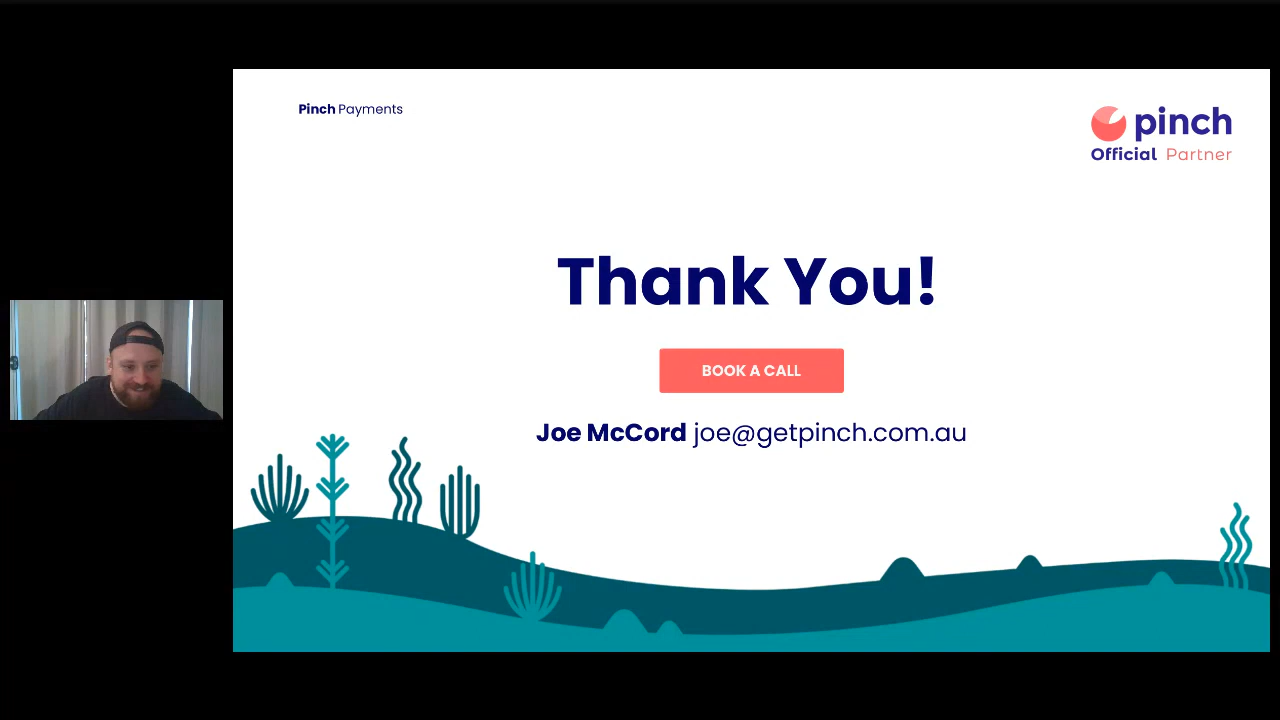 Pinch Payments
pinch
Official Partner
Thank You!
BOOK A CALL
Joe McCord joe@getpinch.com.au